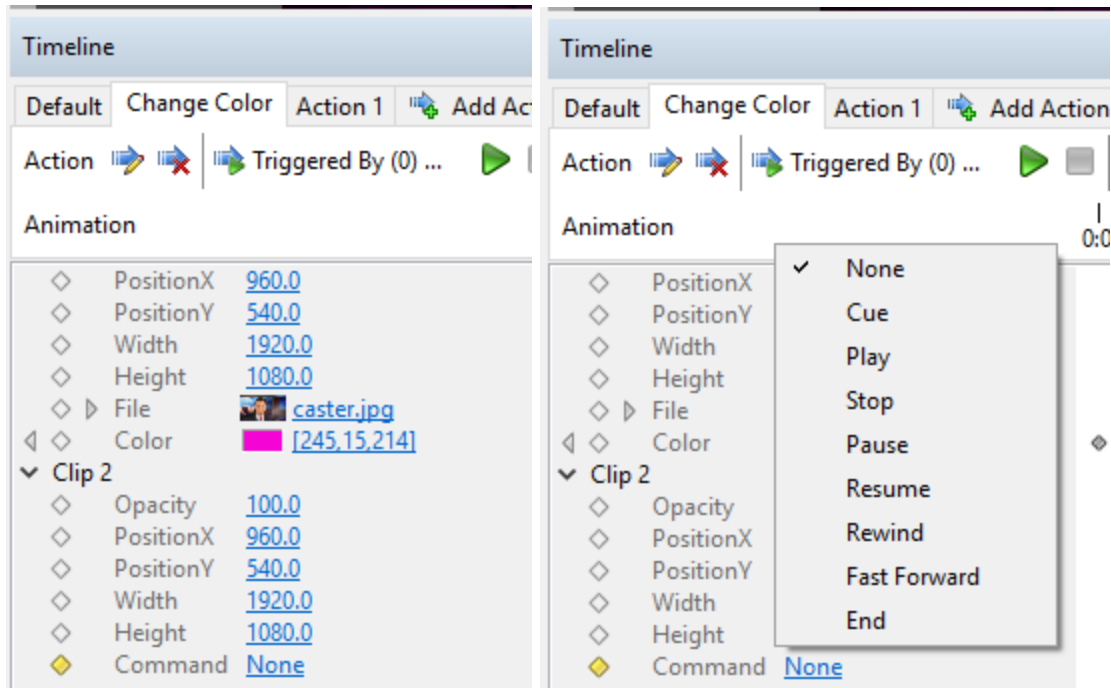 Timeline
Default Change Color Action 1 Add Ac
Action Triggered By (0) ...
Animation
PositionX 960.0
PositionY 540.0
Width 1920.0
Height 1080.0
File caster.jpg
Color [245,15,214]
Clip 2
Opacity 100.0
PositionX 960.0
PositionY 540.0
Width 1920.0
Height 1080.0
Command None
Timeline
Default Change Color Action 1 Add Action
Action Triggered By (0) ...
Animation 0:0
PositionX
PositionY
Width
Height
File
Color
Clip 2
Opacity
PositionX
PositionY
Width
Height
Command None
None
Cue
Play
Stop
Pause
Resume
Rewind
Fast Forward
End